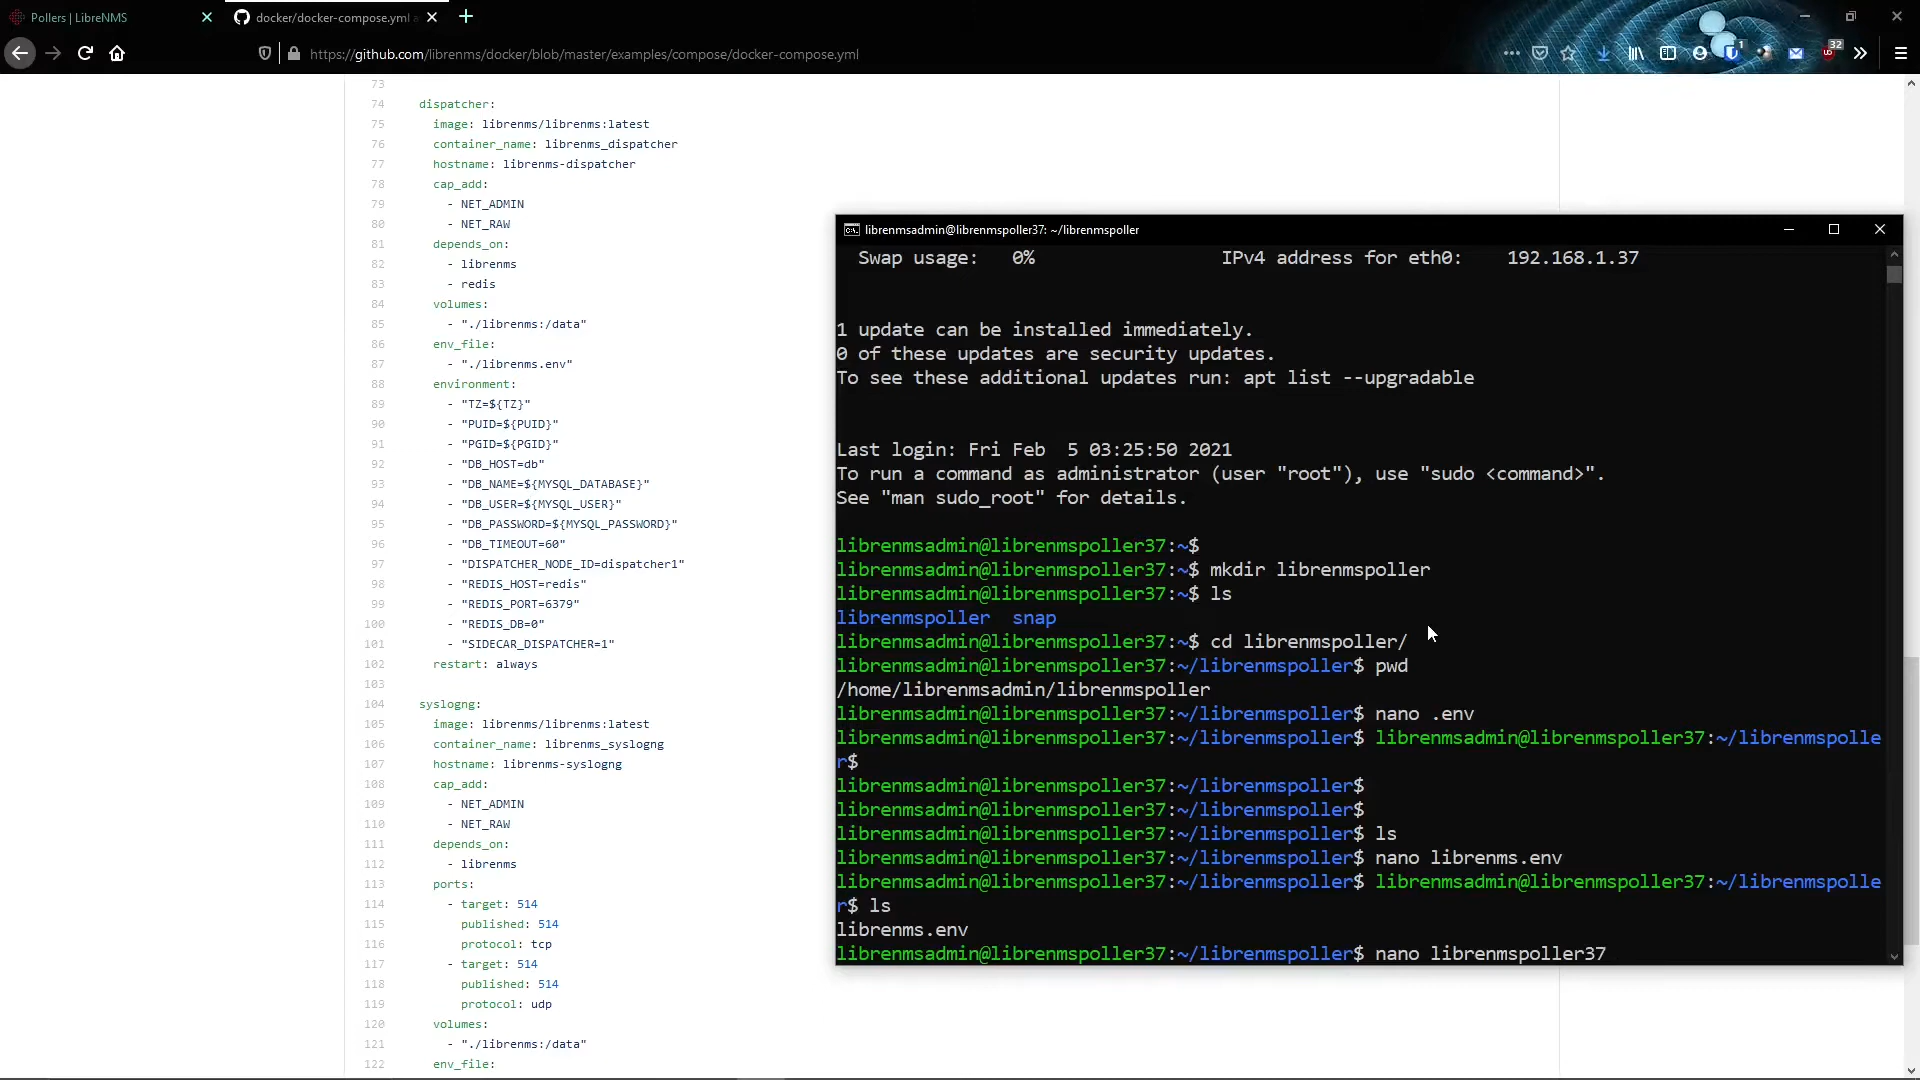 Pollers | LibreNMS
docker/docker-compose.yml a
https://github.com/librenms/docker/blob/master/examples/compose/docker-compose.yml
1
32
73
74 dispatcher:
75 image: librenms/librenms:latest
76 container_name: librenms_dispatcher
77 hostname: librenms-dispatcher
78 cap_add:
79 - NET_ADMIN
80 - NET_RAW
81 depends_on:
82 - librenms
83 - redis
84 volumes:
85 - "./librenms:/data"
86 env_file:
87 - "./librenms.env"
88 environment:
89 - "TZ=${TZ}"
90 - "PUID=${PUID}"
91 - "PGID=${PGID}"
92 - "DB_HOST=db"
93 - "DB_NAME=${MYSQL_DATABASE}"
94 - "DB_USER=${MYSQL_USER}"
95 - "DB_PASSWORD=${MYSQL_PASSWORD}"
96 - "DB_TIMEOUT=60"
97 - "DISPATCHER_NODE_ID=dispatcher1"
98 - "REDIS_HOST=redis"
99 - "REDIS_PORT=6379"
100 - "REDIS_DB=0"
101 - "SIDECAR_DISPATCHER=1"
102 restart: always
103
104 syslogng:
105 image: librenms/librenms:latest
106 container_name: librenms_syslogng
107 hostname: librenms-syslogng
108 cap_add:
109 - NET_ADMIN
110 - NET_RAW
111 depends_on:
112 - librenms
113 ports:
114 - target: 514
115 published: 514
116 protocol: tcp
117 - target: 514
118 published: 514
119 protocol: udp
120 volumes:
121 - "./librenms:/data"
122 env_file:
librenmsadmin@librenmspoller37: ~/librenmspoller
Swap usage: 0% IPv4 address for eth0: 192.168.1.37
1 update can be installed immediately.
0 of these updates are security updates.
To see these additional updates run: apt list --upgradable
Last login: Fri Feb  5 03:25:50 2021
To run a command as administrator (user "root"), use "sudo <command>".
See "man sudo_root" for details.
librenmsadmin@librenmspoller37:~$
librenmsadmin@librenmspoller37:~$ mkdir librenmspoller
librenmsadmin@librenmspoller37:~$ ls
librenmspoller  snap
librenmsadmin@librenmspoller37:~$ cd librenmspoller/
librenmsadmin@librenmspoller37:~/librenmspoller$ pwd
/home/librenmsadmin/librenmspoller
librenmsadmin@librenmspoller37:~/librenmspoller$ nano .env
librenmsadmin@librenmspoller37:~/librenmspoller$ librenmsadmin@librenmspoller37:~/librenmspolle
r$
librenmsadmin@librenmspoller37:~/librenmspoller$
librenmsadmin@librenmspoller37:~/librenmspoller$
librenmsadmin@librenmspoller37:~/librenmspoller$ ls
librenmsadmin@librenmspoller37:~/librenmspoller$ nano librenms.env
librenmsadmin@librenmspoller37:~/librenmspoller$ librenmsadmin@librenmspoller37:~/librenmspolle
r$ ls
librenms.env
librenmsadmin@librenmspoller37:~/librenmspoller$ nano librenmspoller37